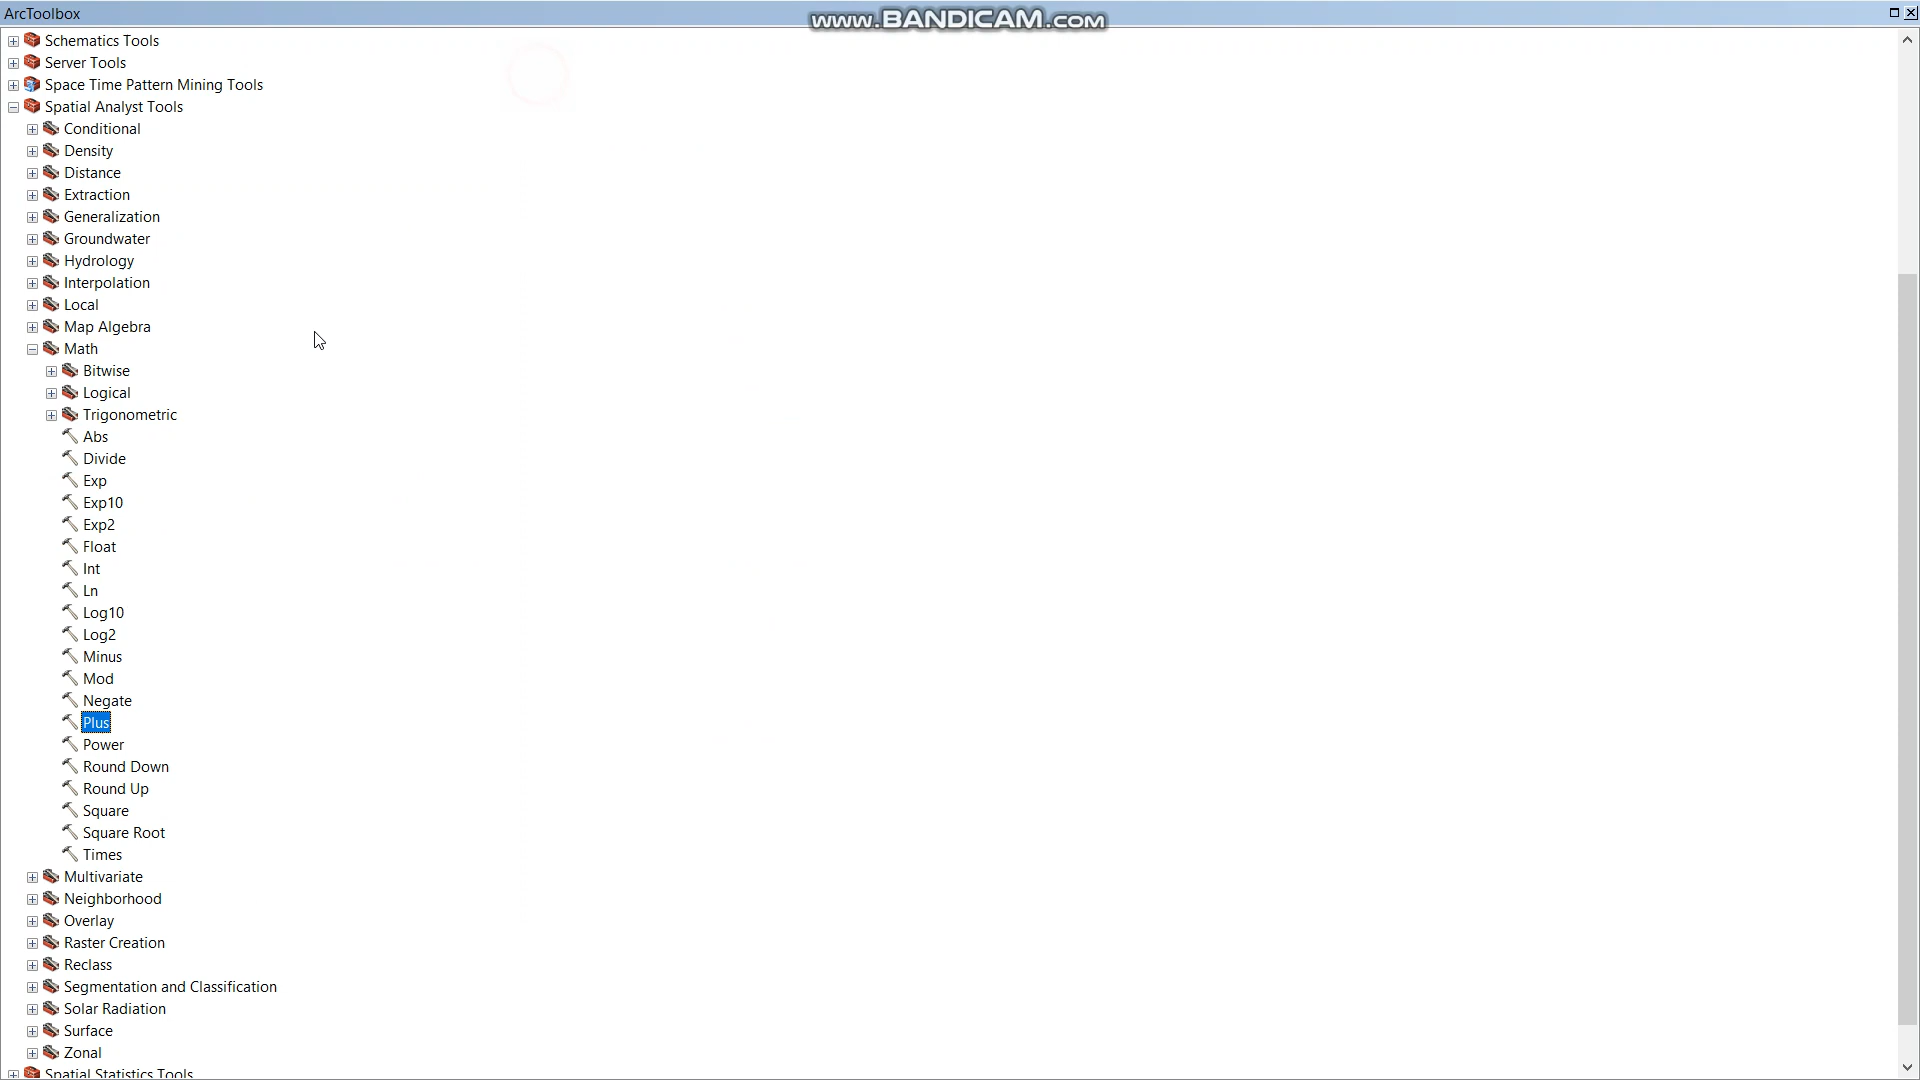 ArcToolbox
www.BANDICAM.com
Schematics Tools
Server Tools
Space Time Pattern Mining Tools
Spatial Analyst Tools
Conditional
Density
Distance
Extraction
Generalization
Groundwater
Hydrology
Interpolation
Local
Map Algebra
Math
Bitwise
Logical
Trigonometric
Abs
Divide
Exp
Exp10
Exp2
Float
Int
Ln
Log10
Log2
Minus
Mod
Negate
Plus
Power
Round Down
Round Up
Square
Square Root
Times
Multivariate
Neighborhood
Overlay
Raster Creation
Reclass
Segmentation and Classification
Solar Radiation
Surface
Zonal
Spatial Statistics Tools